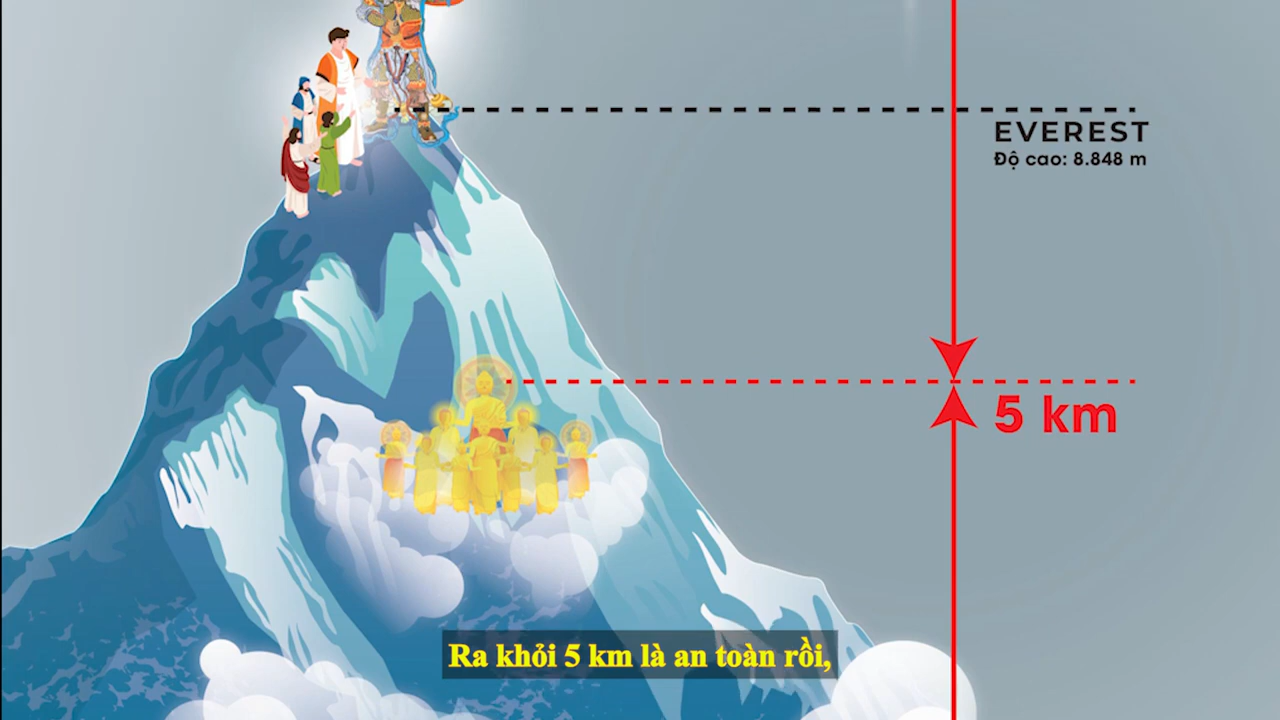 EVEREST
Độ cao: 8.848 m
5 km
Ra khỏi 5 km là an toàn rồi,